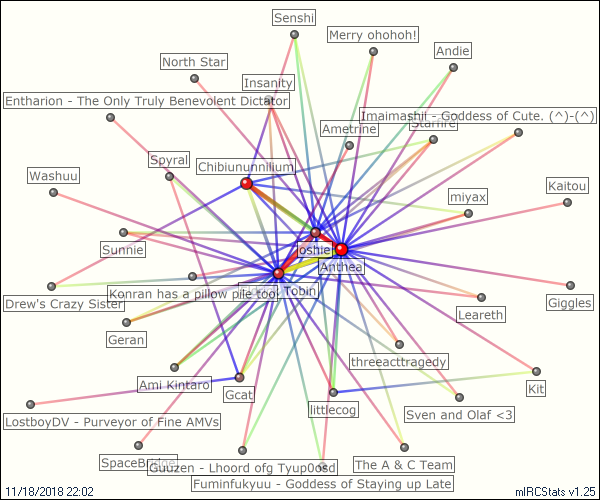 Senshi
Merry ohohoh!
Andie
North Star
Insanity
Entharion - The Only Truly Benevolent Dictator
Imaimashii - Goddess of Cute. (^)-(^)
Ametrine
Starfire
Spyral
Chibiununnilium
Washuu
Kaitou
miyax
Sunnie
oshie
Anthea
Drew's Crazy Sister
Konran has a pillow pile too!
Tobin
Giggles
Leareth
Geran
threeacttragedy
Ami Kintaro
Gcat
Kit
littlecog
Sven and Olaf <3
LostboyDV - Purveyor of Fine AMVs
SpaceBridge
Guuzen - Lhoord ofg Tyup0osd
The A & C Team
Fuminfukyuu - Goddess of Staying up Late
11/18/2018 22:02
mIRCStats v1.25